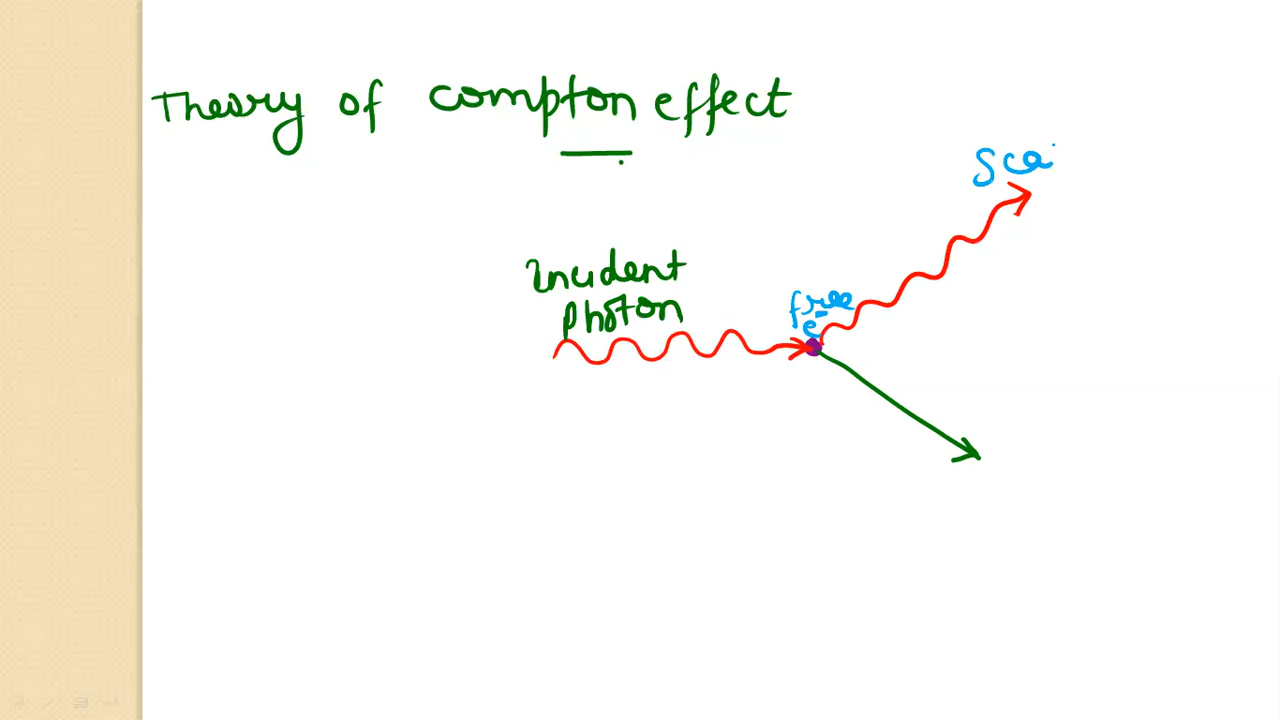 Theory of compton effect
Sca
Incident
Photon
free
e-